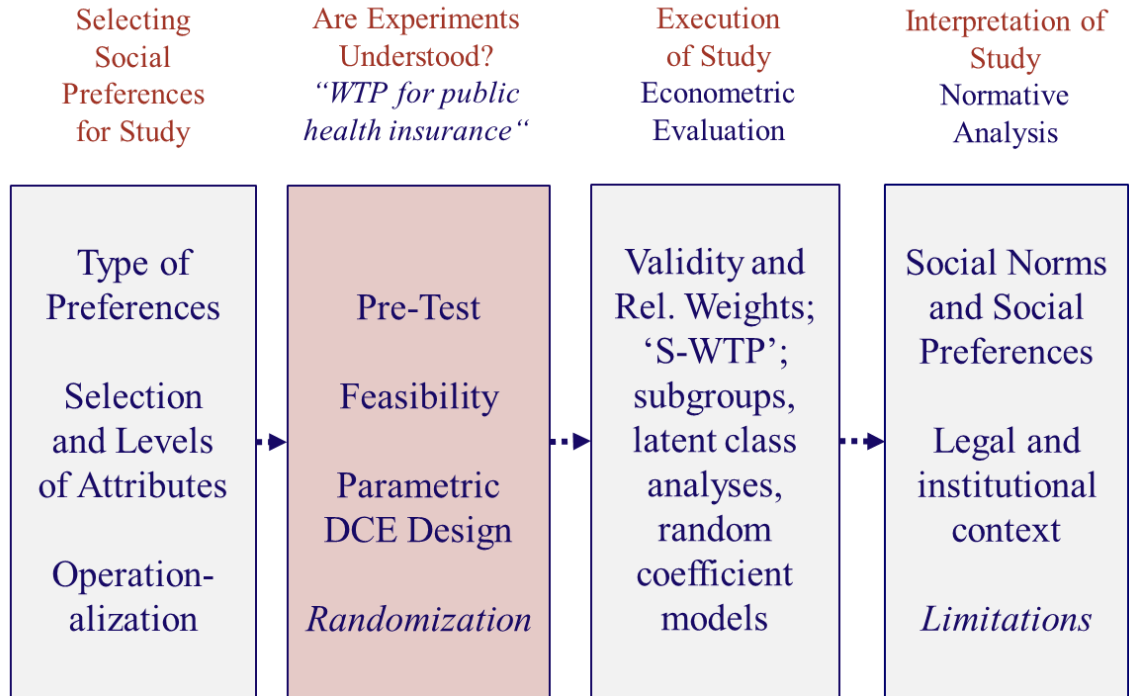 Selecting
Social
Preferences
for Study
Are Experiments
Understood?
“WTP for public
health insurance“
Execution
of Study
Econometric
Evaluation
Interpretation of
Study
Normative
Analysis
Type of
Preferences
Selection
and Levels
of Attributes
Operation-
alization
Pre-Test
Feasibility
Parametric
DCE Design
Randomization
Validity and
Rel. Weights;
‘S-WTP’;
subgroups,
latent class
analyses,
random
coefficient
models
Social Norms
and Social
Preferences
Legal and
institutional
context
Limitations